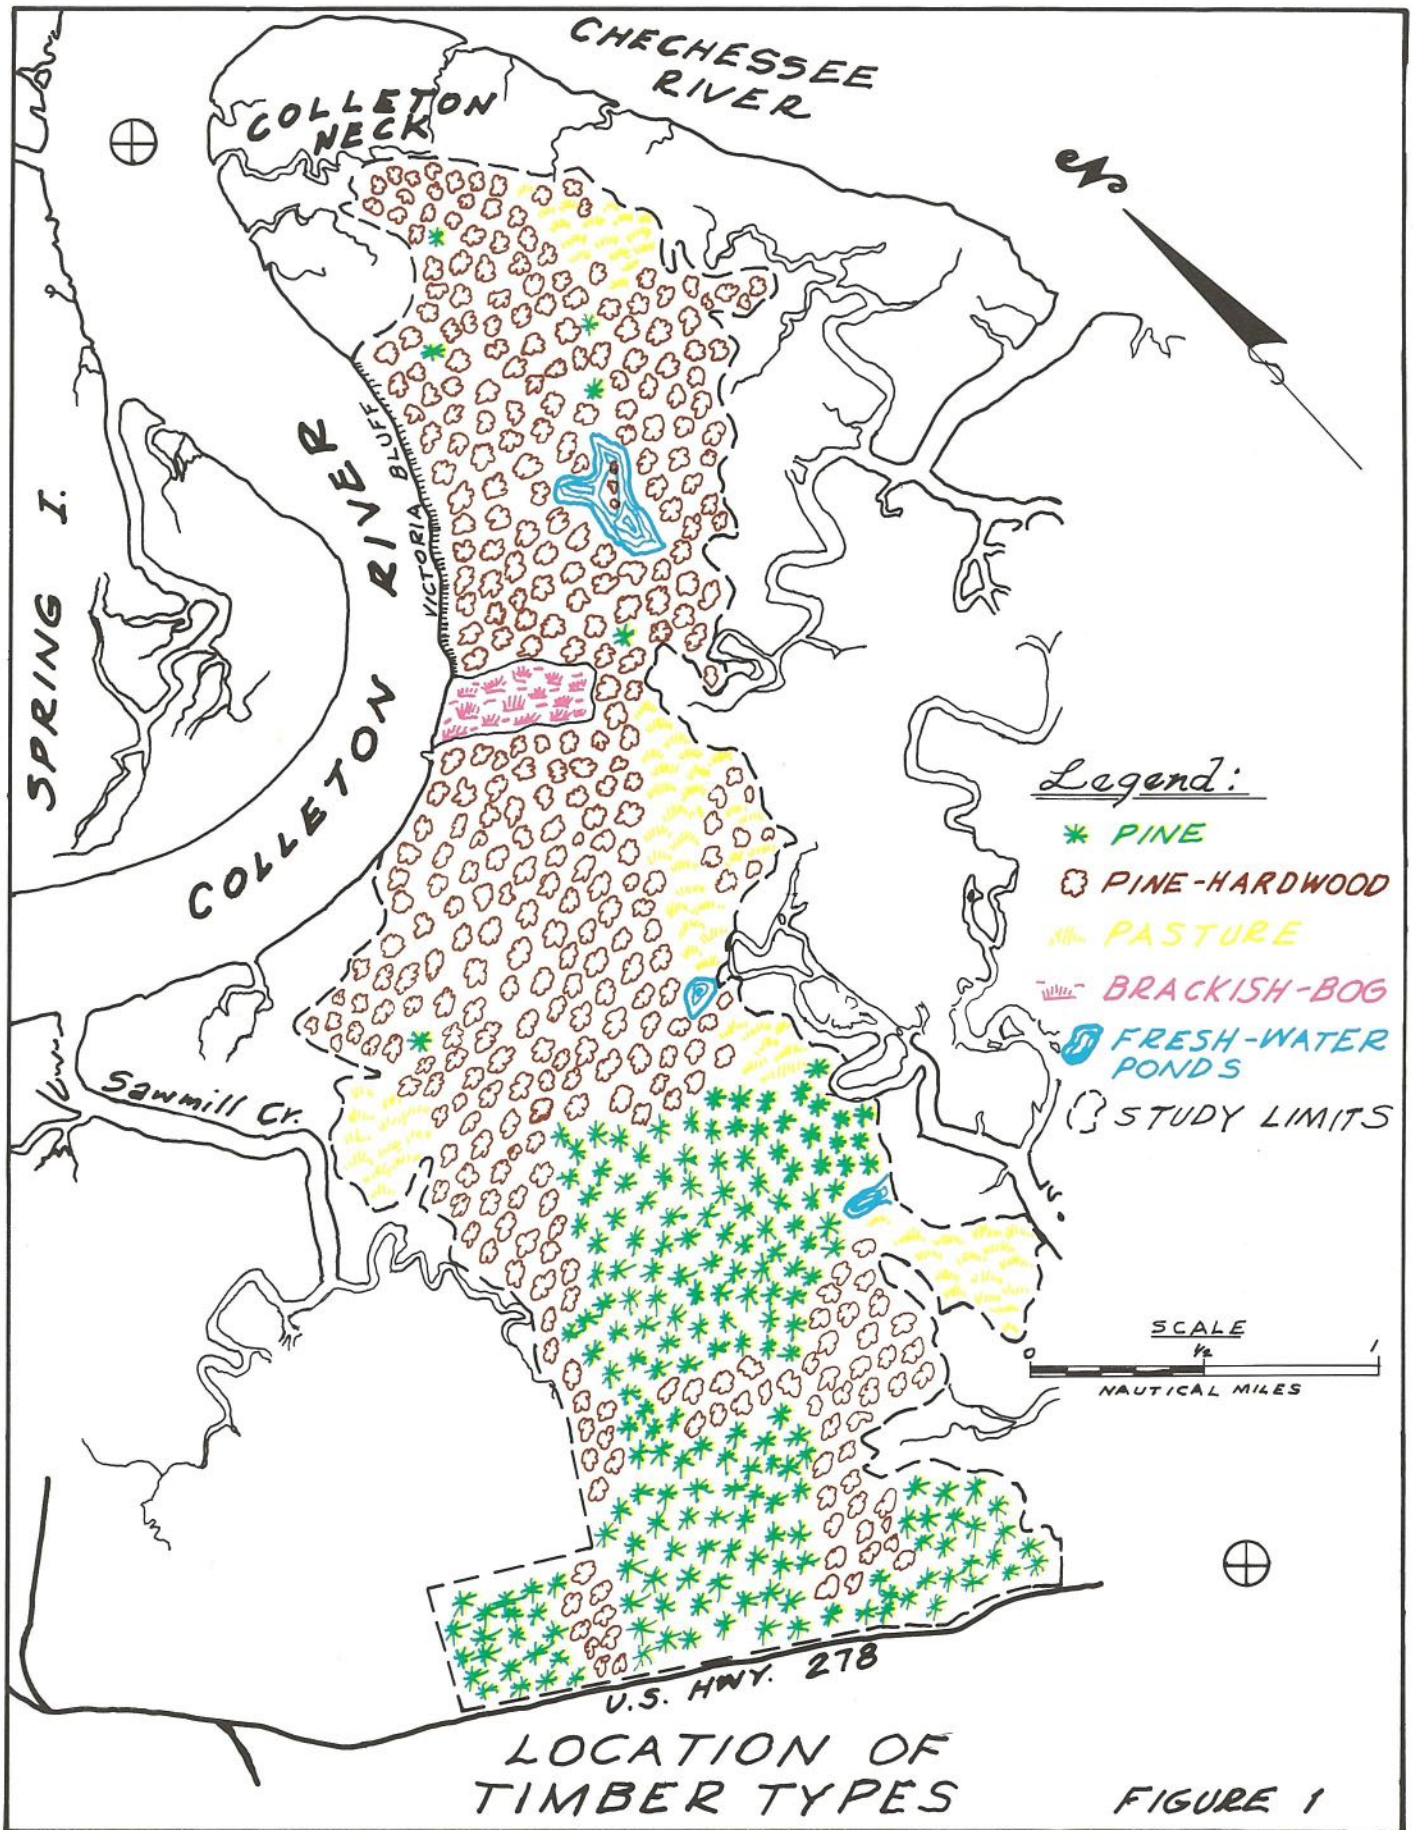 CHECHESSEE
RIVER
COLLETON
NECK
N
S
VICTORIA BLUFF
COLLETON RIVER
SPRING I.
Legend:
PINE
PINE-HARDWOOD
PASTURE
BRACKISH-BOG
FRESH-WATER
PONDS
STUDY LIMITS
Sawmill Cr.
SCALE
0 1/2 1
NAUTICAL MILES
U.S. HWY. 278
LOCATION OF
TIMBER TYPES
FIGURE 1